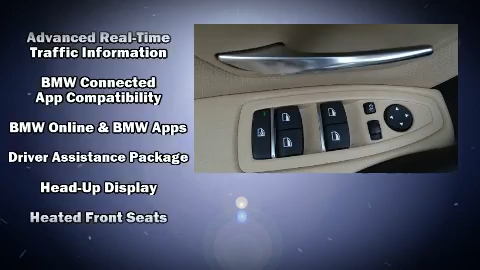 Advanced Real-Time
Traffic Information
BMW Connected
App Compatibility
BMW Online & BMW Apps
Driver Assistance Package
Head-Up Display
Heated Front Seats